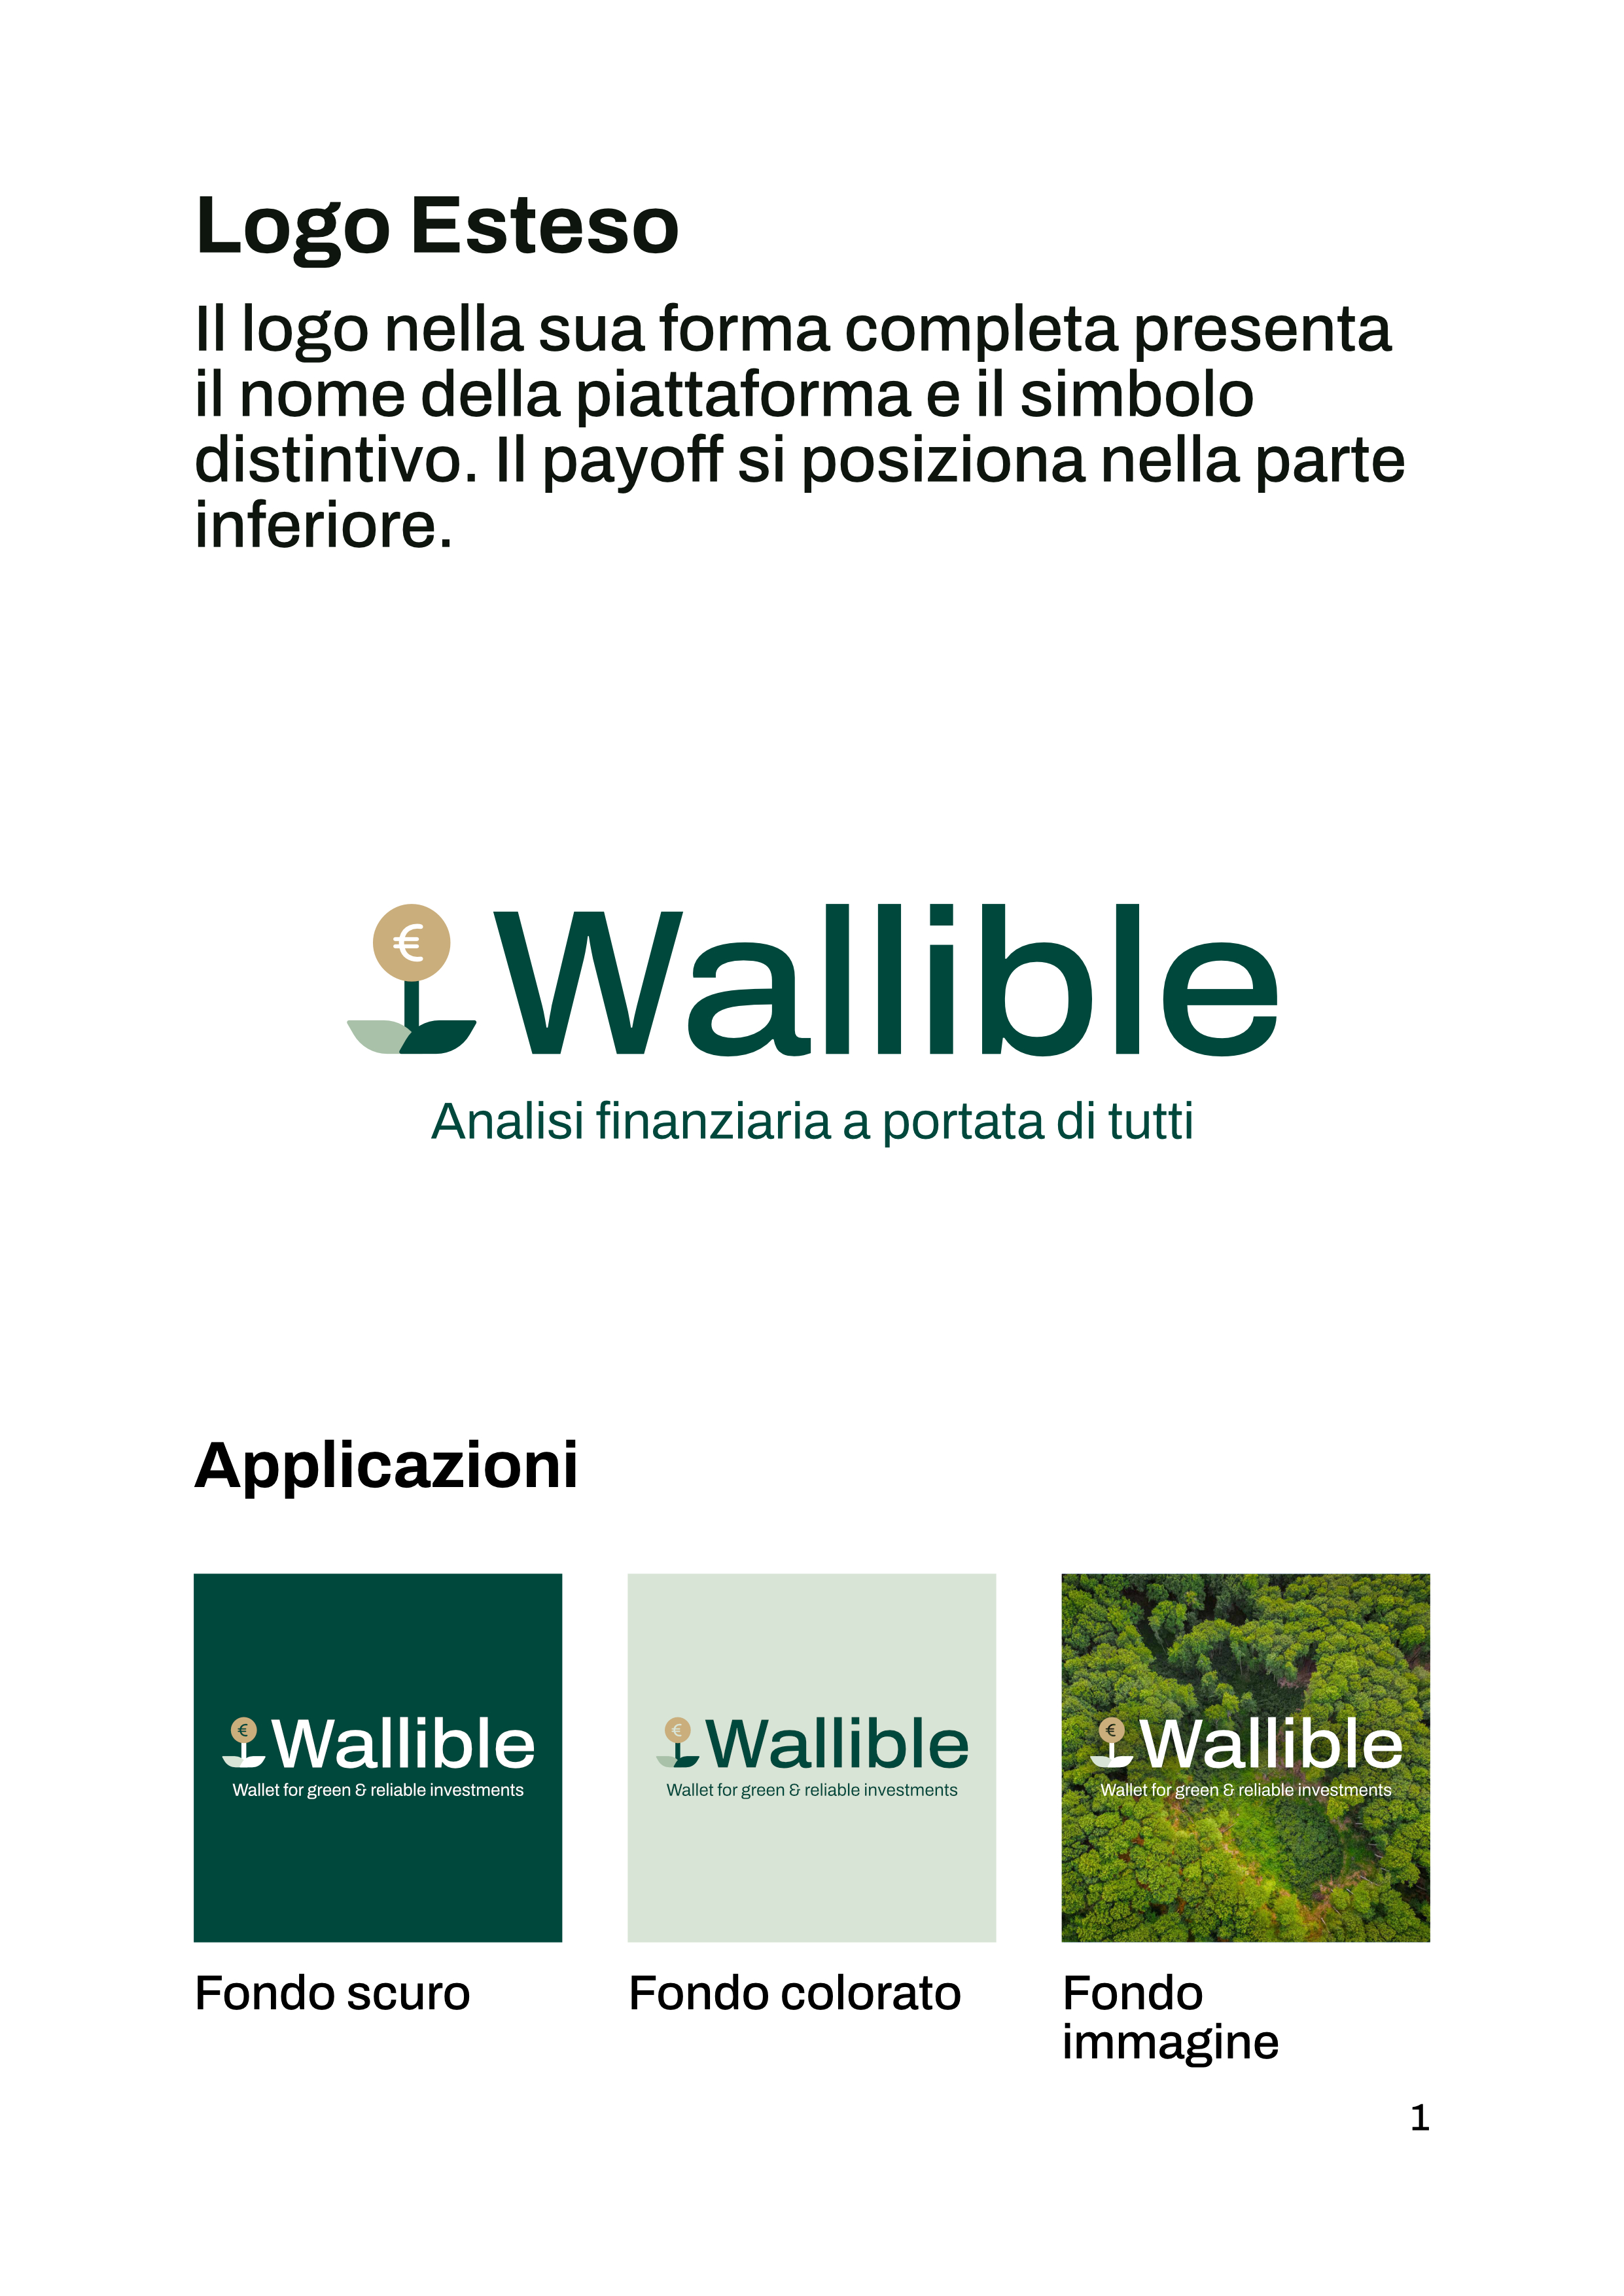 Logo Esteso
Il logo nella sua forma completa presenta
il nome della piattaforma e il simbolo
distintivo. Il payoff si posiziona nella parte
inferiore.
€
Wallible
Analisi finanziaria a portata di tutti
Applicazioni
€
Wallible
Wallet for green & reliable investments
€
Wallible
Wallet for green & reliable investments
€
Wallible
Wallet for green & reliable investments
Fondo scuro
Fondo colorato
Fondo
immagine
1